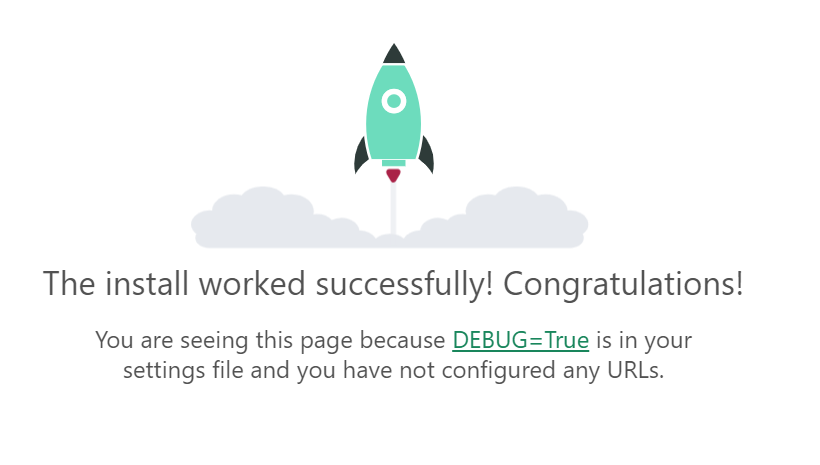 The install worked successfully! Congratulations!
You are seeing this page because DEBUG=True is in your
settings file and you have not configured any URLs.